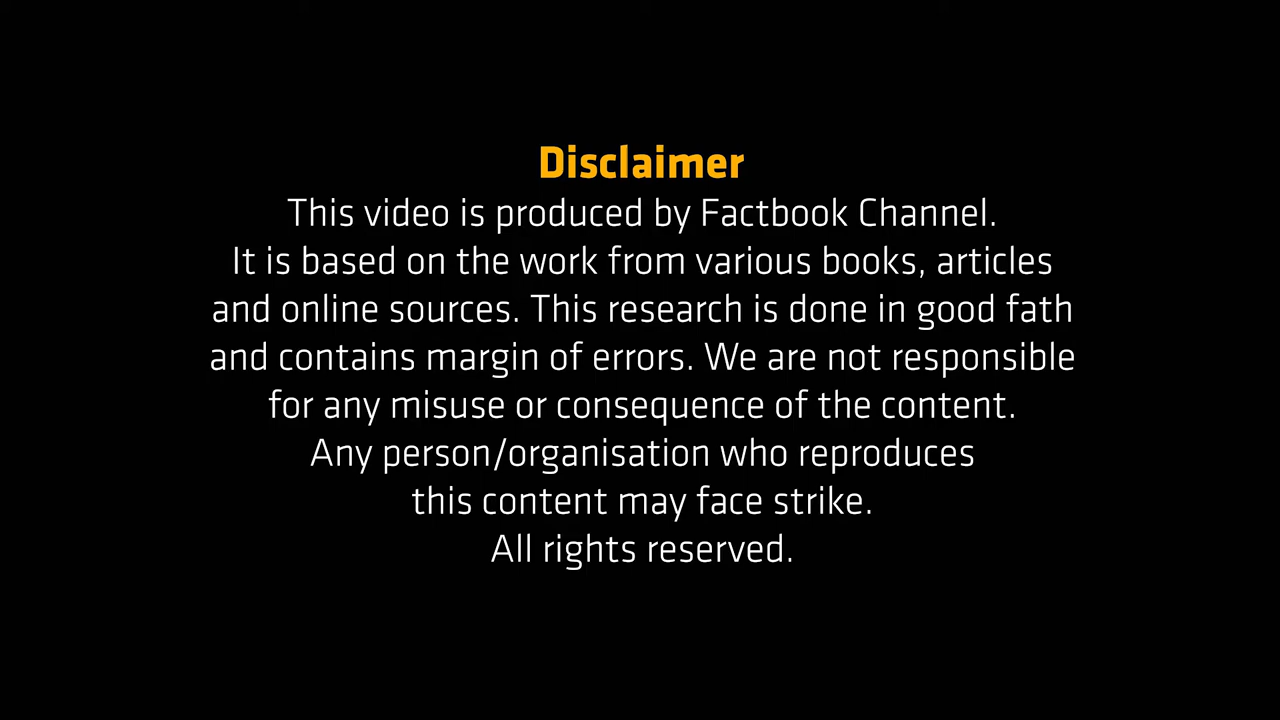 Disclaimer
This video is produced by Factbook Channel.
It is based on the work from various books, articles
and online sources. This research is done in good fath
and contains margin of errors. We are not responsible
for any misuse or consequence of the content.
Any person/organisation who reproduces
this content may face strike.
All rights reserved.